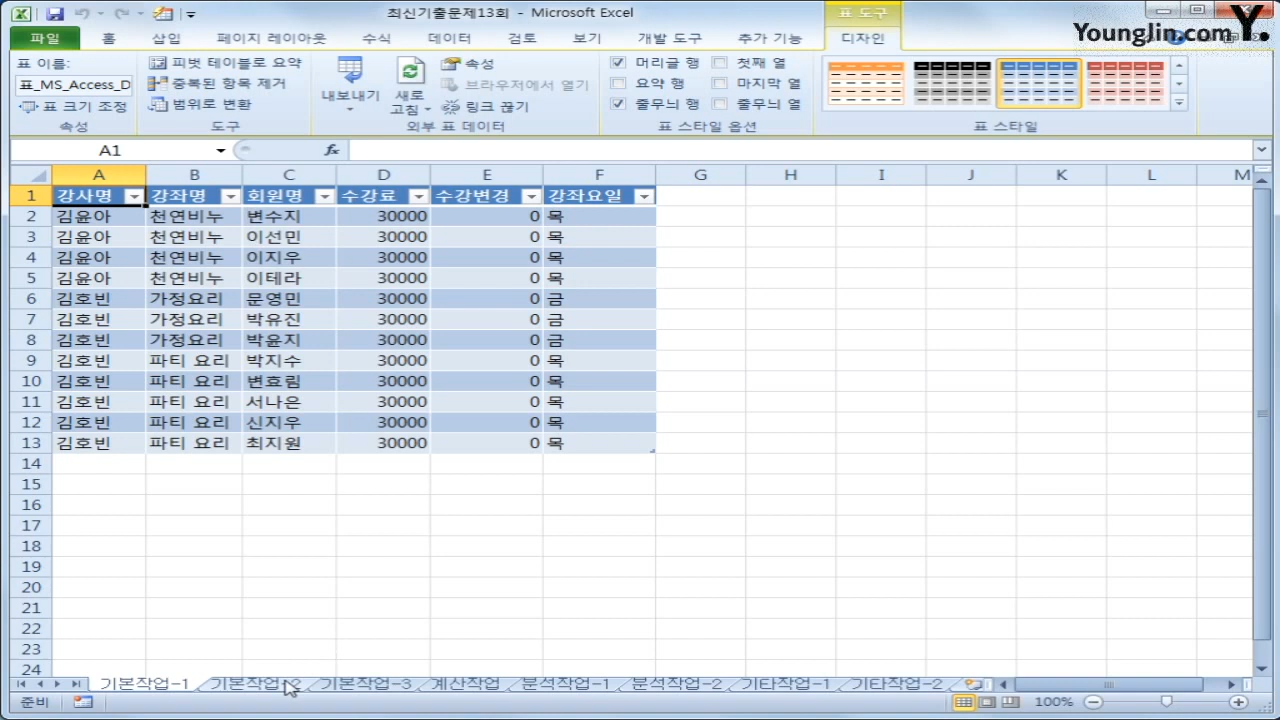 최신기출문제13회 - Microsoft Excel
표 도구
Younglin.com Y.
파일 홈 삽입 페이지 레이아웃 수식 데이터 검토 보기 개발 도구 추가 기능 디자인
표 이름: 피벗 테이블로 요약 속성 머리글 행 첫째 열
표_MS_Access_D 중복된 항목 제거 내보내기 새로 고침 브라우저에서 열기 요약 행 마지막 열
표 크기 조정 범위로 변환 링크 끊기 줄무늬 행 줄무늬 열
속성 도구 외부 표 데이터 표 스타일 옵션 표 스타일
A1 fx
A B C D E F G H I J K L M
1 강사명 강좌명 회원명 수강료 수강변경 강좌요일
2 김윤아 천연비누 변수지 30000 0 목
3 김윤아 천연비누 이선민 30000 0 목
4 김윤아 천연비누 이지우 30000 0 목
5 김윤아 천연비누 이테라 30000 0 목
6 김호빈 가정요리 문영민 30000 0 금
7 김호빈 가정요리 박유진 30000 0 금
8 김호빈 가정요리 박윤지 30000 0 금
9 김호빈 파티 요리 박지수 30000 0 목
10 김호빈 파티 요리 변효림 30000 0 목
11 김호빈 파티 요리 서나은 30000 0 목
12 김호빈 파티 요리 신지우 30000 0 목
13 김호빈 파티 요리 최지원 30000 0 목
14
15
16
17
18
19
20
21
22
23
24
기본작업-1 기본작업-2 기본작업-3 계산작업 분석작업-1 분석작업-2 기타작업-1 기타작업-2
준비 100%